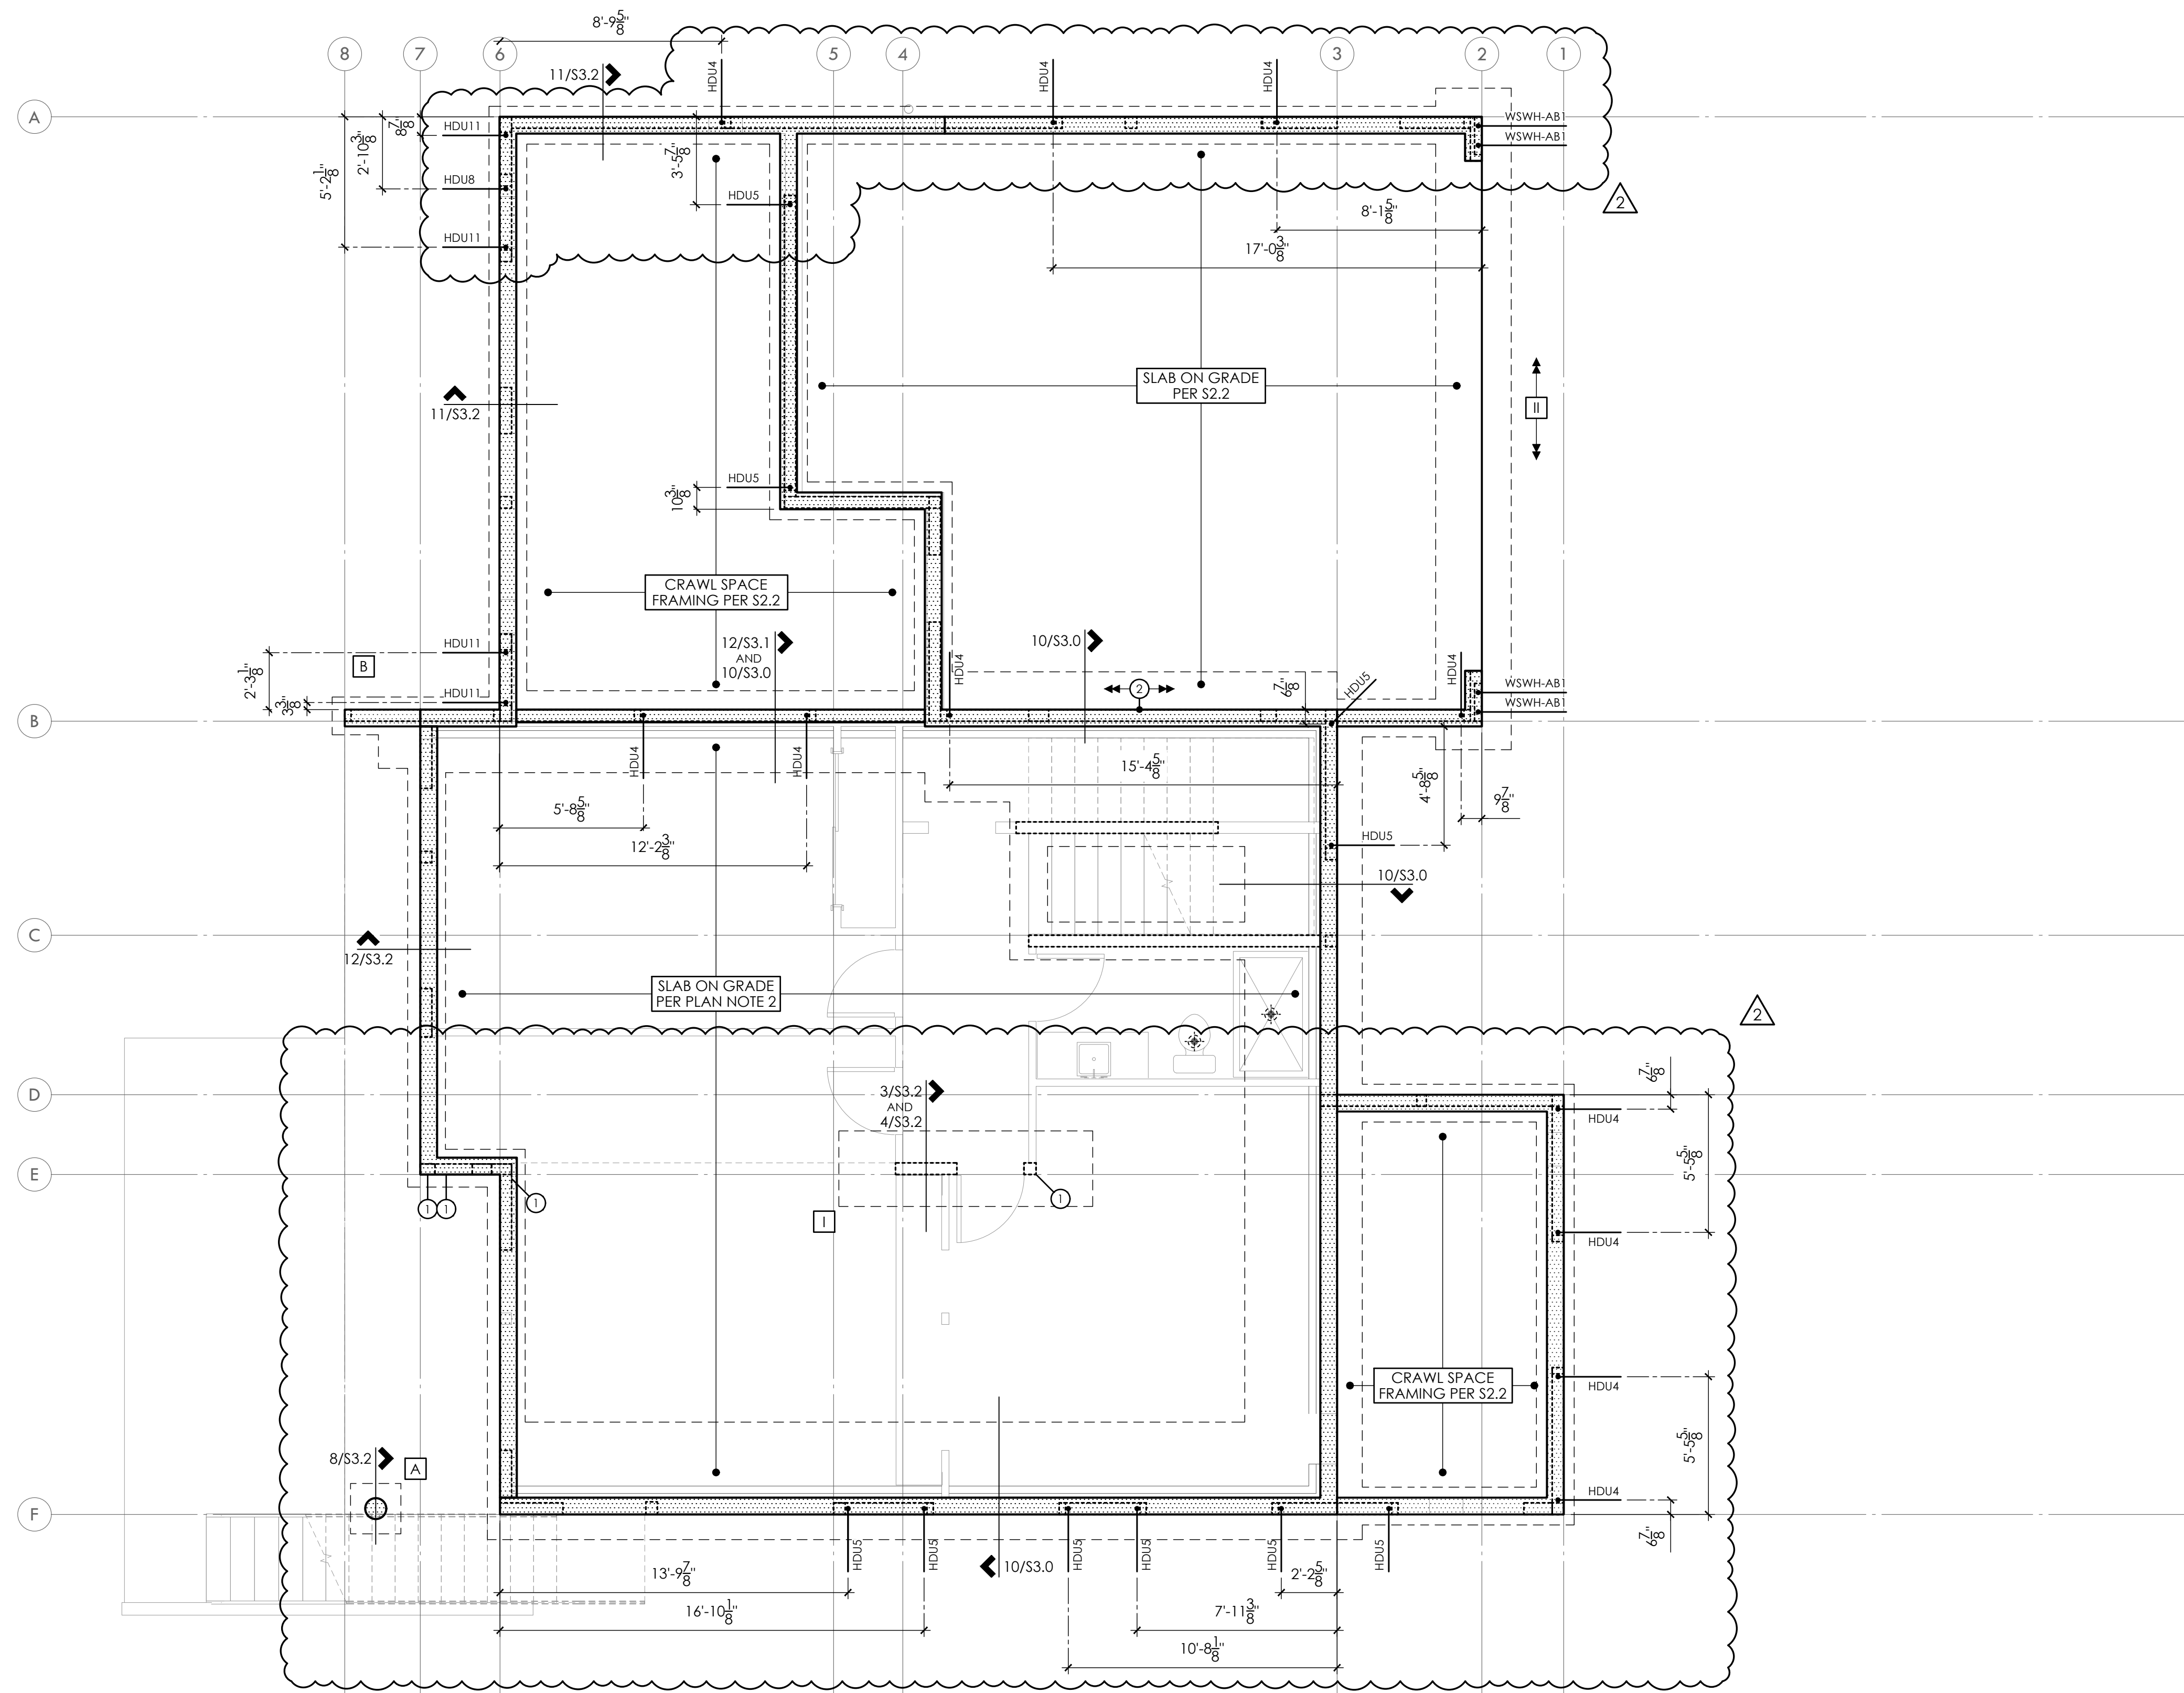 8'-9 5/8"
8
7
6
5
4
3
2
1
11/S3.2
HDU4
HDU4
HDU4
A
8 7/8"
HDU11
WSWH-AB1
WSWH-AB1
2'-10 3/8"
5'-2 1/8"
3'-5 7/8"
HDU8
HDU5
2
8'-1 5/8"
HDU11
17'-0 3/8"
SLAB ON GRADE
PER S2.2
II
11/S3.2
HDU5
10 3/8"
CRAWL SPACE
FRAMING PER S2.2
HDU11
B
12/S3.1
AND
10/S3.0
10/S3.0
HDU4
HDU4
2'-3 1/8"
3 3/8"
HDU11
2
6 7/8"
HDU5
WSWH-AB1
WSWH-AB1
B
HDU4
HDU4
15'-4 5/8"
4'-8 5/8"
9 7/8"
5'-8 5/8"
12'-2 3/8"
HDU5
10/S3.0
C
12/S3.2
SLAB ON GRADE
PER PLAN NOTE 2
2
3/S3.2
AND
4/S3.2
D
6 7/8"
HDU4
5'-5 5/8"
E
1
1
1
1
I
HDU4
CRAWL SPACE
FRAMING PER S2.2
HDU4
5'-5 5/8"
8/S3.2
A
HDU4
F
6 7/8"
HDU5
HDU5
HDU5
HDU5
HDU5
HDU5
10/S3.0
13'-9 7/8"
2'-2 5/8"
16'-10 1/8"
7'-11 3/8"
10'-8 1/8"